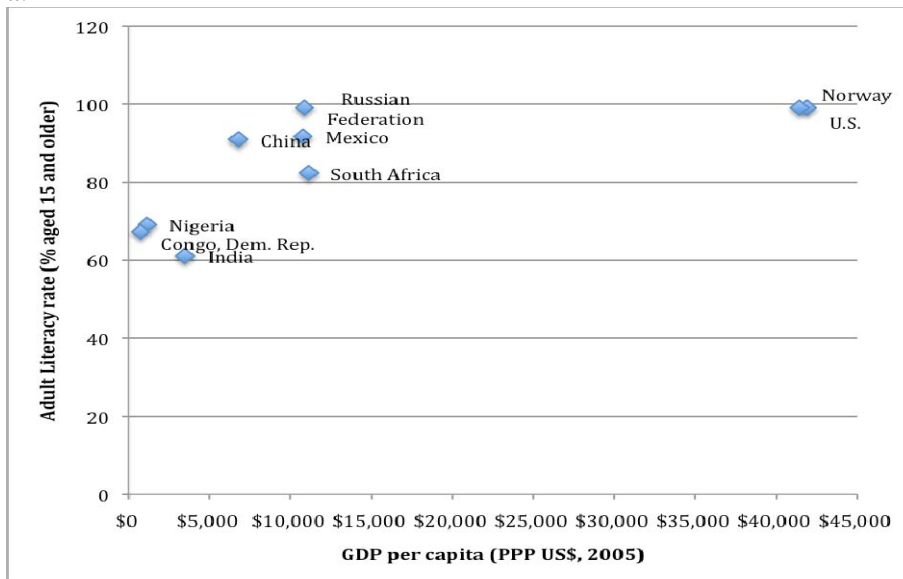 120
100
80
60
40
20
0
Adult Literacy rate (% aged 15 and older)
Russian
Federation
Norway
U.S.
China
Mexico
South Africa
Nigeria
Congo, Dem. Rep.
India
$0 $5,000 $10,000 $15,000 $20,000 $25,000 $30,000 $35,000 $40,000 $45,000
GDP per capita (PPP US$, 2005)